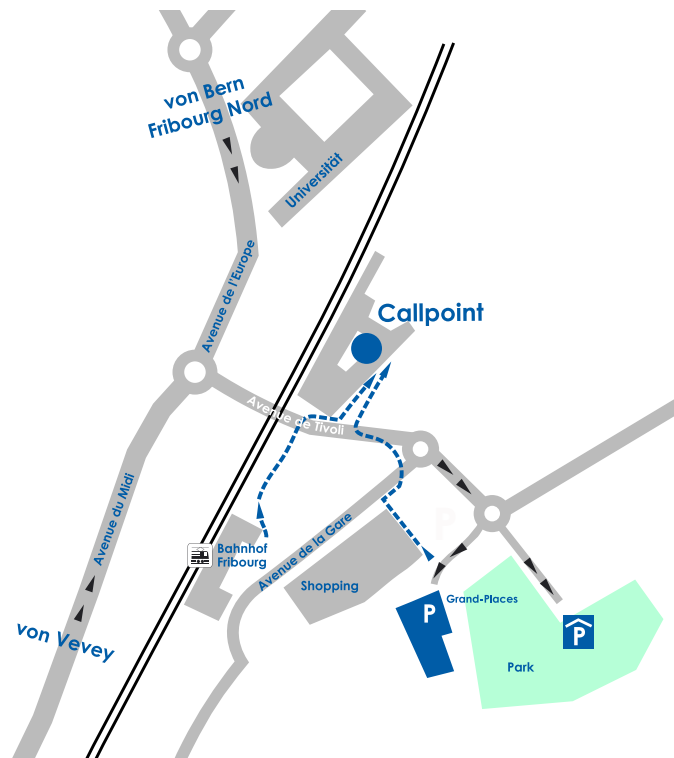 von Bern
Fribourg Nord
Universität
Avenue de l'Europe
Callpoint
Avenue de Tivoli
Avenue du Midi
P
Bahnhof
Fribourg
Avenue de la Gare
Shopping
Grand-Places
P
P
von Vevey
Park